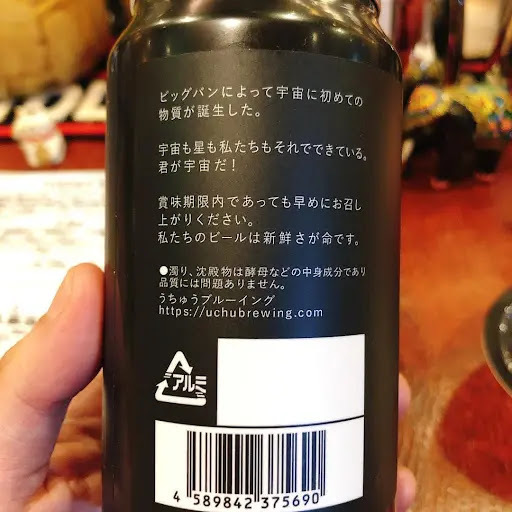 ビッグバンによって宇宙に初めての
物質が誕生した。
宇宙も星も私たちもそれでできている。
君が宇宙だ！
賞味期限内であっても早めにお召し
上がりください。
私たちのビールは新鮮さが命です。
●濁り、沈殿物は酵母などの中身成分であり
品質には問題ありません。
うちゅうブルーイング
https://uchubrewing.com
アルミ
4 589842 375690